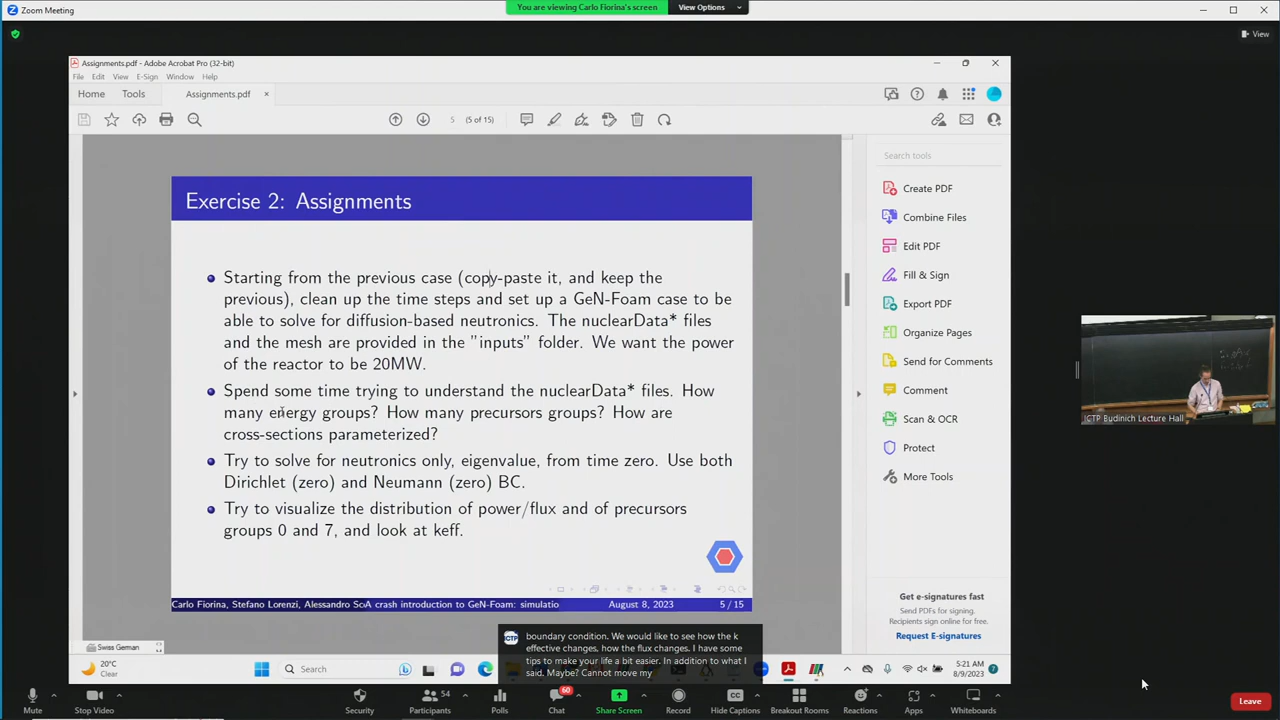 Zoom Meeting
You are viewing Carlo Fiorina's screen
View Options
View
Assignments.pdf - Adobe Acrobat Pro (32-bit)
File Edit View E-Sign Window Help
Home Tools Assignments.pdf ×
5 (5 of 15)
Exercise 2: Assignments
Starting from the previous case (copy-paste it, and keep the
previous), clean up the time steps and set up a GeN-Foam case to be
able to solve for diffusion-based neutronics. The nuclearData* files
and the mesh are provided in the "inputs" folder. We want the power
of the reactor to be 20MW.
Spend some time trying to understand the nuclearData* files. How
many energy groups? How many precursors groups? How are
cross-sections parameterized?
Try to solve for neutronics only, eigenvalue, from time zero. Use both
Dirichlet (zero) and Neumann (zero) BC.
Try to visualize the distribution of power/flux and of precursors
groups 0 and 7, and look at keff.
Carlo Fiorina, Stefano Lorenzi, Alessandro ScoA crash introduction to GeN-Foam: simulatio August 8, 2023 5 / 15
Search tools
Create PDF
Combine Files
Edit PDF
Fill & Sign
Export PDF
Organize Pages
Send for Comments
Comment
Scan & OCR
Protect
More Tools
Get e-signatures fast
Send PDFs for signing.
Recipients sign online for free.
Request E-signatures
ICTP Budinich Lecture Hall
Swiss German
ICTP
boundary condition. We would like to see how the k
effective changes, how the flux changes. I have some
tips to make your life a bit easier. In addition to what I
said. Maybe? Cannot move my
20°C
Clear
Search
5:21 AM
8/9/2023
Mute
Stop Video
Security
54
Participants
Polls
60
Chat
Share Screen
Record
CC
Hide Captions
Breakout Rooms
Reactions
Apps
Whiteboards
Leave